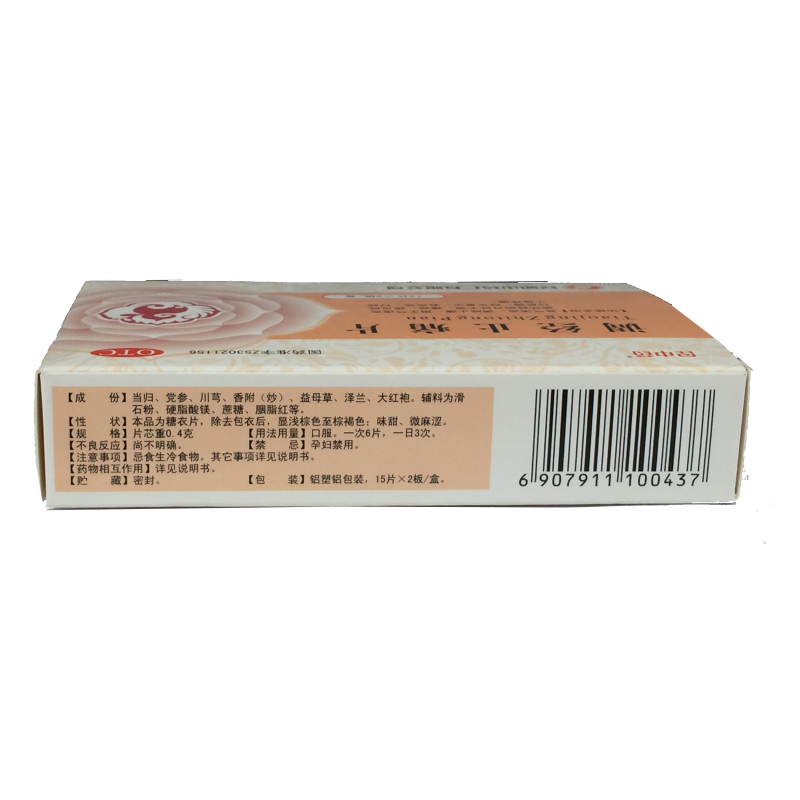 调经止痛片
Tiaojing Zhitong Pian
昆中药
OTC
国药准字Z53021156
【成 份】当归、党参、川芎、香附（炒）、益母草、泽兰、大红袍。辅料为滑
石粉、硬脂酸镁、蔗糖、胭脂红等。
【性 状】本品为糖衣片，除去包衣后，显浅棕色至棕褐色；味甜、微麻涩。
【规 格】片芯重0.4克 【用法用量】口服。一次6片，一日3次。
【不良反应】尚不明确。 【禁 忌】孕妇禁用。
【注意事项】忌食生冷食物。其它事项详见说明书。
【药物相互作用】详见说明书。
【贮 藏】密封。 【包 装】铝塑铝包装，15片×2板/盒。
6 907911 100437